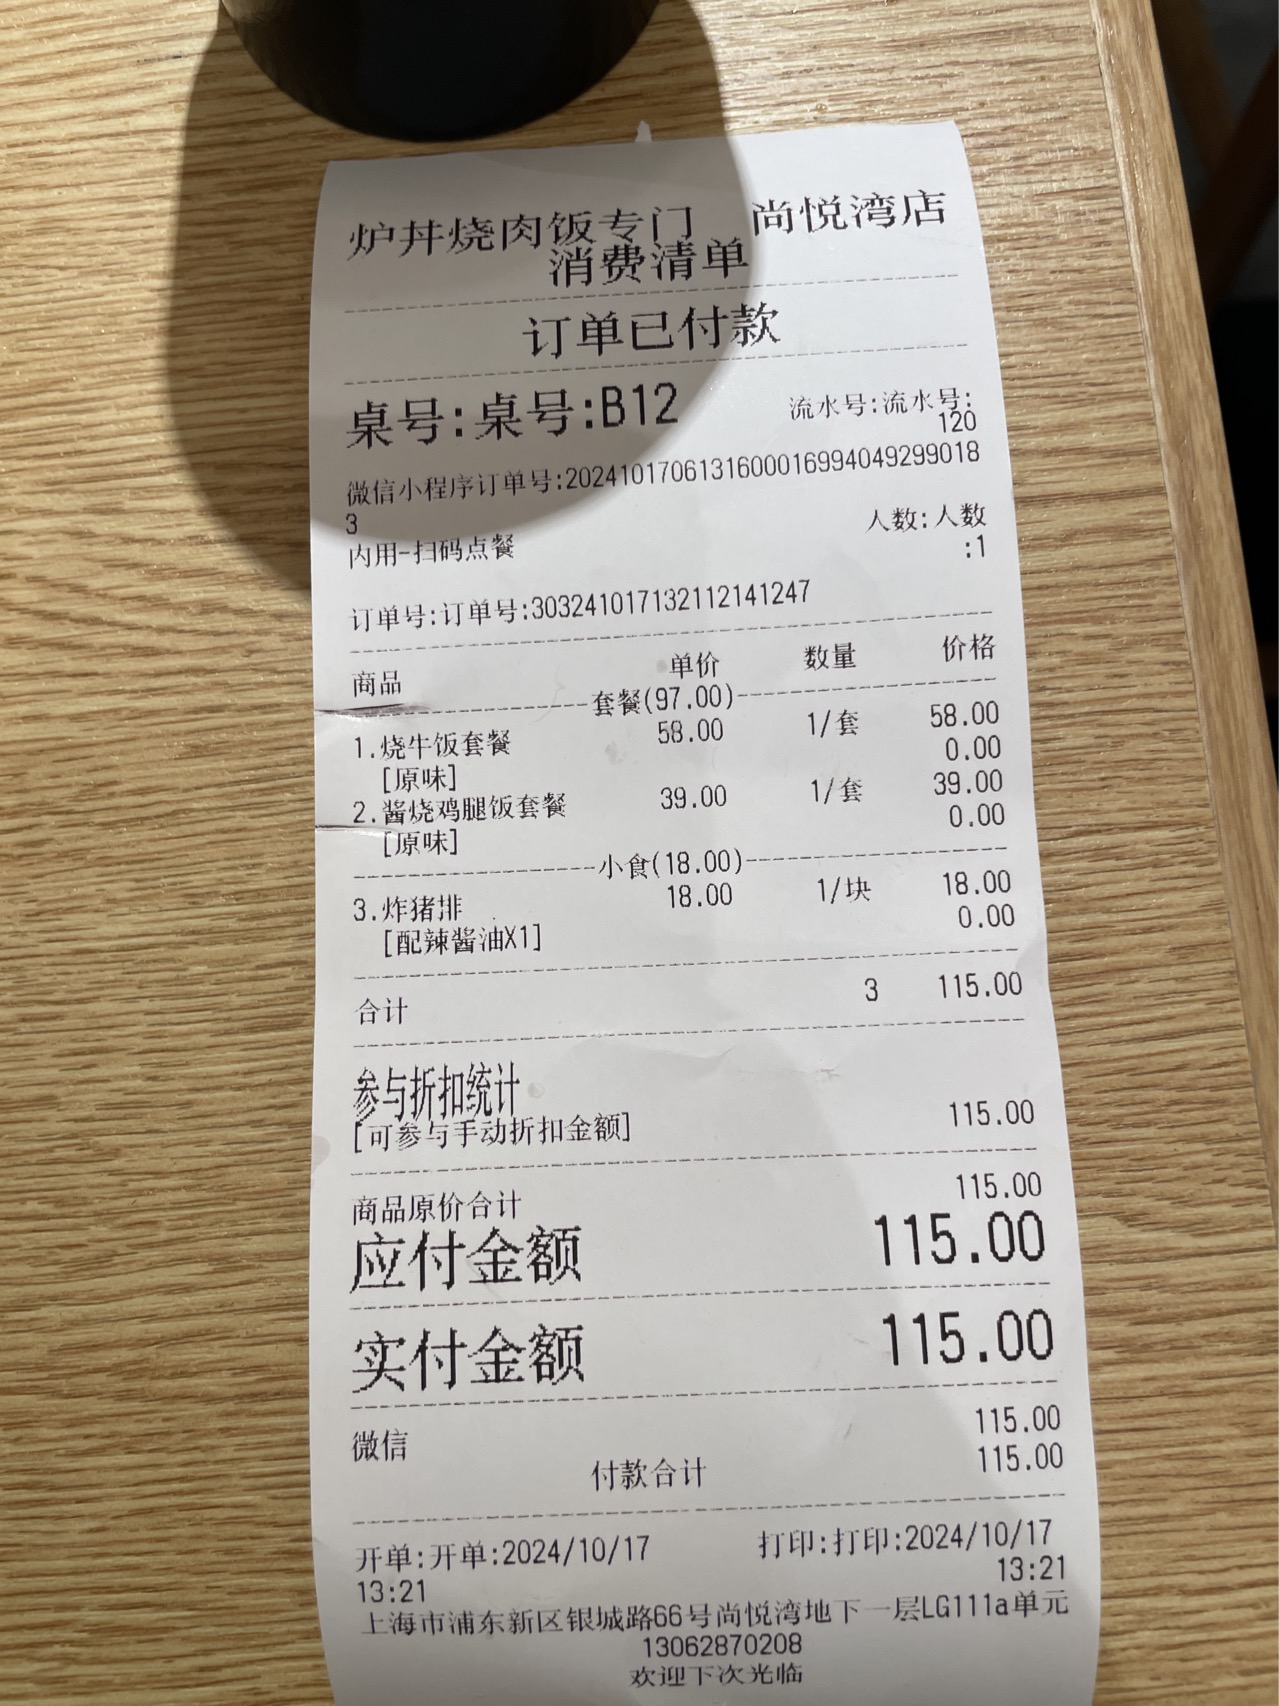 炉丼烧肉饭专门 尚悦湾店
消费清单
订单已付款
桌号:桌号:B12 流水号:流水号:
120
微信小程序订单号:2024101706131600016994049299018
3
内用-扫码点餐 人数:人数
:1
订单号:订单号:303241017132112141247
商品 单价 数量 价格
套餐(97.00)
1.烧牛饭套餐 58.00 1/套 58.00
[原味] 0.00
2.酱烧鸡腿饭套餐 39.00 1/套 39.00
[原味] 0.00
小食(18.00)
3.炸猪排 18.00 1/块 18.00
[配辣酱油X1] 0.00
合计 3 115.00
参与折扣统计
[可参与手动折扣金额] 115.00
商品原价合计 115.00
应付金额 115.00
实付金额 115.00
微信 115.00
付款合计 115.00
开单:开单:2024/10/17 打印:打印:2024/10/17
13:21 13:21
上海市浦东新区银城路66号尚悦湾地下一层LG111a单元
13062870208
欢迎下次光临